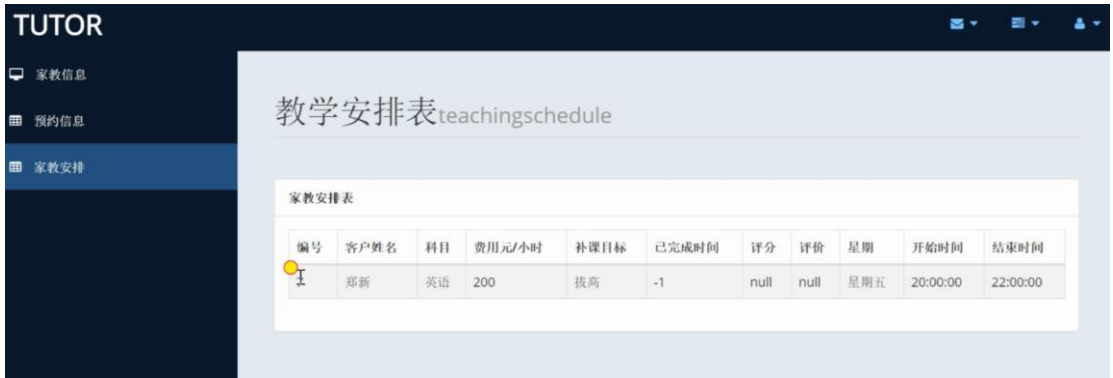 TUTOR
家教信息
预约信息
家教安排
教学安排表teachingschedule
家教安排表
编号 客户姓名 科目 费用元/小时 补课目标 已完成时间 评分 评价 星期 开始时间 结束时间
郑新 英语 200 拔高 -1 null null 星期五 20:00:00 22:00:00